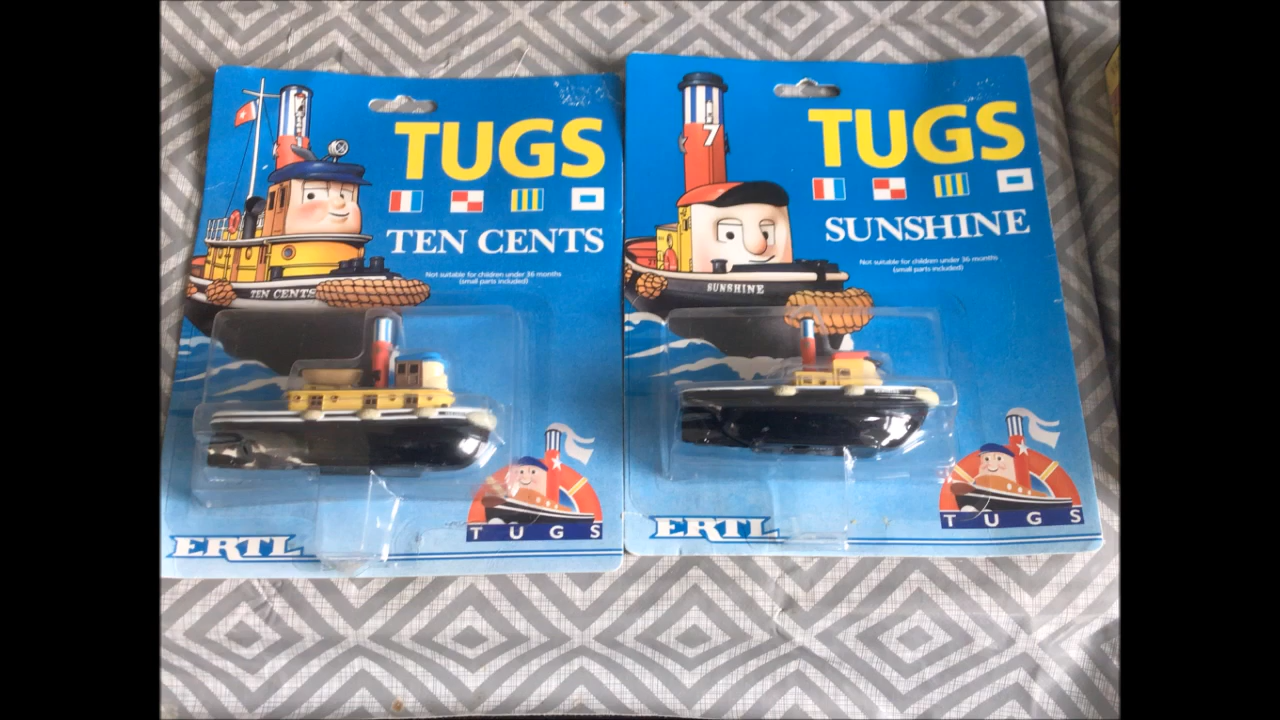 TUGS
TEN CENTS
Not suitable for children under 36 months
(small parts included)
TEN CENTS
TUGS
ERTL
7
TUGS
SUNSHINE
Not suitable for children under 36 months
(small parts included)
SUNSHINE
TUGS
ERTL